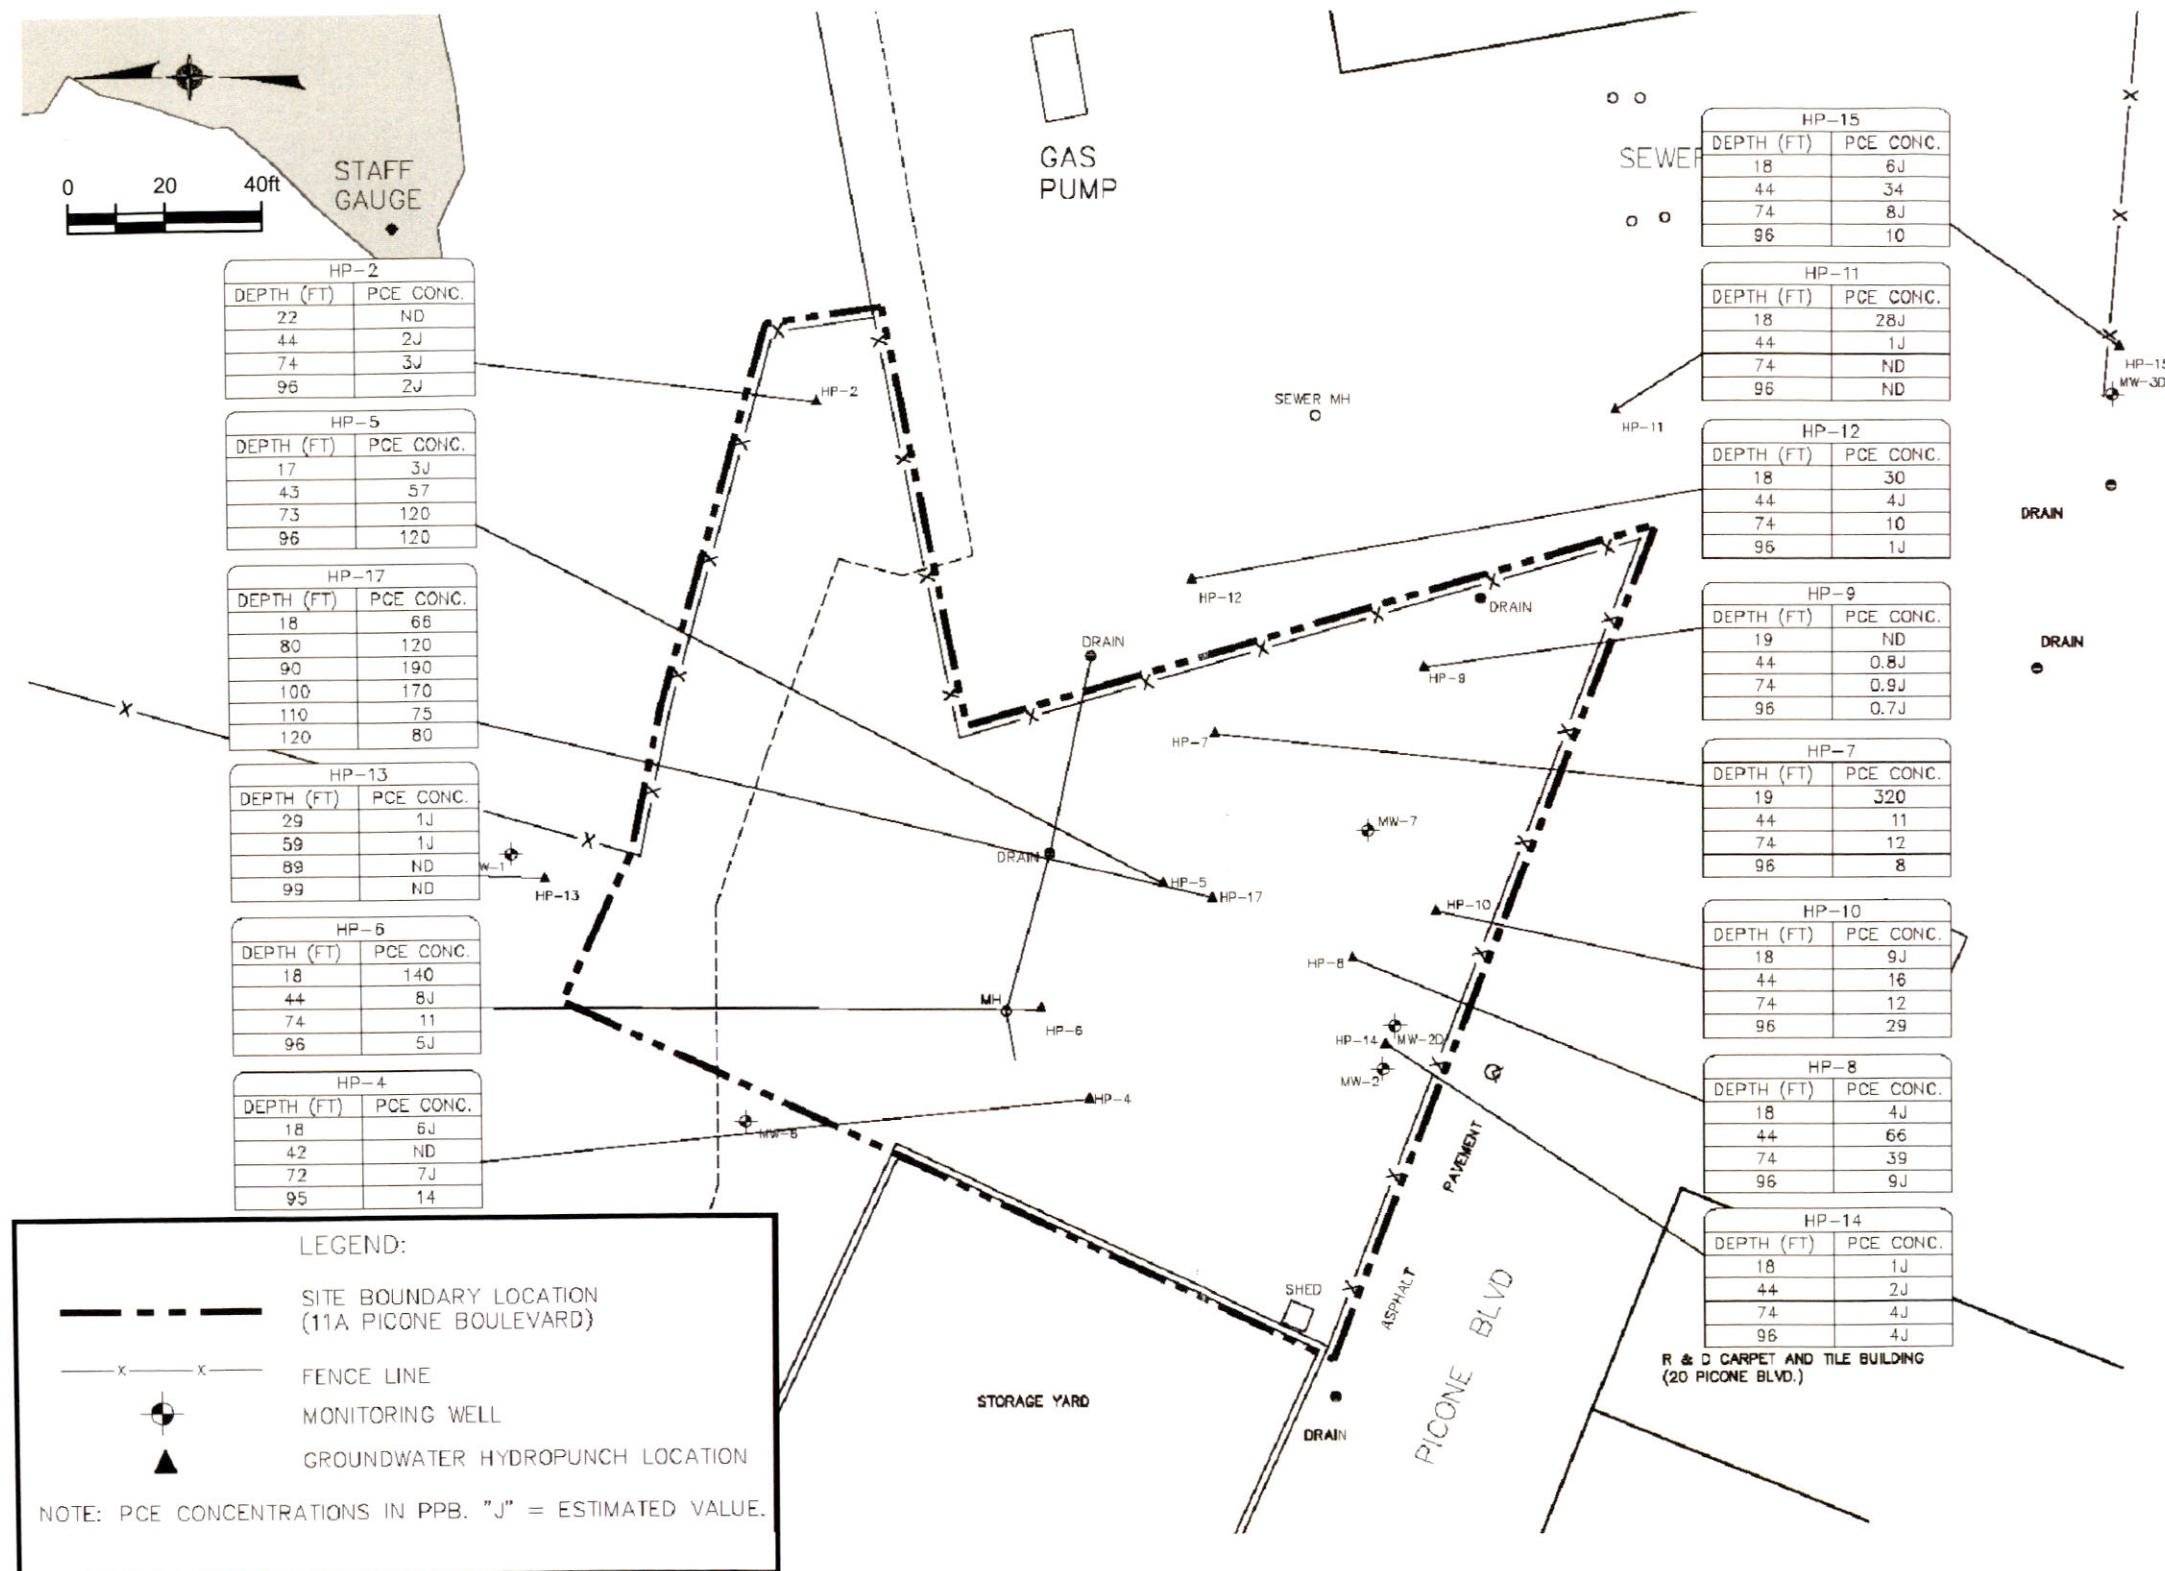 0 20 40ft
STAFF
GAUGE
GAS
PUMP
SEWER
HP-2
DEPTH (FT) PCE CONC.
22 ND
44 2J
74 3J
96 2J
HP-5
DEPTH (FT) PCE CONC.
17 3J
43 57
73 120
96 120
HP-17
DEPTH (FT) PCE CONC.
18 66
80 120
90 190
100 170
110 75
120 80
HP-13
DEPTH (FT) PCE CONC.
29 1J
59 1J
89 ND
99 ND
HP-6
DEPTH (FT) PCE CONC.
18 140
44 8J
74 11
96 5J
HP-4
DEPTH (FT) PCE CONC.
18 6J
42 ND
72 7J
95 14
HP-15
DEPTH (FT) PCE CONC.
18 6J
44 34
74 8J
96 10
HP-11
DEPTH (FT) PCE CONC.
18 28J
44 1J
74 ND
96 ND
HP-12
DEPTH (FT) PCE CONC.
18 30
44 4J
74 10
96 1J
HP-9
DEPTH (FT) PCE CONC.
19 ND
44 0.8J
74 0.9J
96 0.7J
HP-7
DEPTH (FT) PCE CONC.
19 320
44 11
74 12
96 8
HP-10
DEPTH (FT) PCE CONC.
18 9J
44 16
74 12
96 29
HP-8
DEPTH (FT) PCE CONC.
18 4J
44 66
74 39
96 9J
HP-14
DEPTH (FT) PCE CONC.
18 1J
44 2J
74 4J
96 4J
R & D CARPET AND TILE BUILDING
(20 PICONE BLVD.)
HP-2
SEWER MH
HP-11
HP-15
MW-3D
DRAIN
DRAIN
HP-12
DRAIN
DRAIN
HP-9
HP-7
MW-7
DRAIN
HP-5
HP-17
W-1
HP-13
HP-10
HP-8
MH
HP-6
HP-14
MW-2D
MW-2
HP-4
MW-6
PAVEMENT
ASPHALT
PICONE BLVD
SHED
STORAGE YARD
DRAIN
LEGEND:
SITE BOUNDARY LOCATION
(11A PICONE BOULEVARD)
X X FENCE LINE
MONITORING WELL
GROUNDWATER HYDROPUNCH LOCATION
NOTE: PCE CONCENTRATIONS IN PPB. "J" = ESTIMATED VALUE.